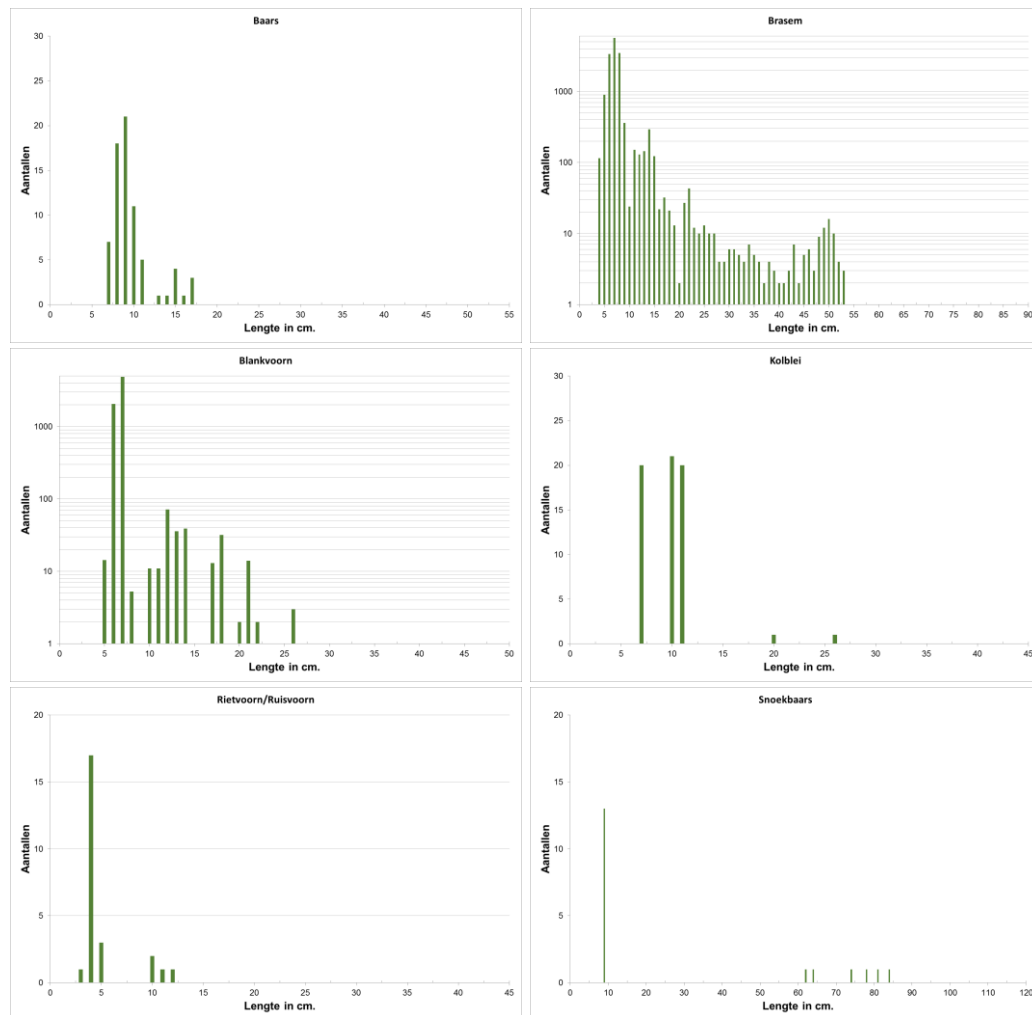 Baars
30
25
20
15
10
5
0
Aantallen
0 5 10 15 20 25 30 35 40 45 50 55
Lengte in cm.
Brasem
1000
100
10
1
Aantallen
0 5 10 15 20 25 30 35 40 45 50 55 60 65 70 75 80 85 90
Lengte in cm.
Blankvoorn
1000
100
10
1
Aantallen
0 5 10 15 20 25 30 35 40 45 50
Lengte in cm.
Kolblei
30
25
20
15
10
5
0
Aantallen
0 5 10 15 20 25 30 35 40 45
Lengte in cm.
Rietvoorn/Ruisvoorn
20
15
10
5
0
Aantallen
0 5 10 15 20 25 30 35 40 45
Lengte in cm.
Snoekbaars
20
15
10
5
0
Aantallen
0 10 20 30 40 50 60 70 80 90 100 110 120
Lengte in cm.